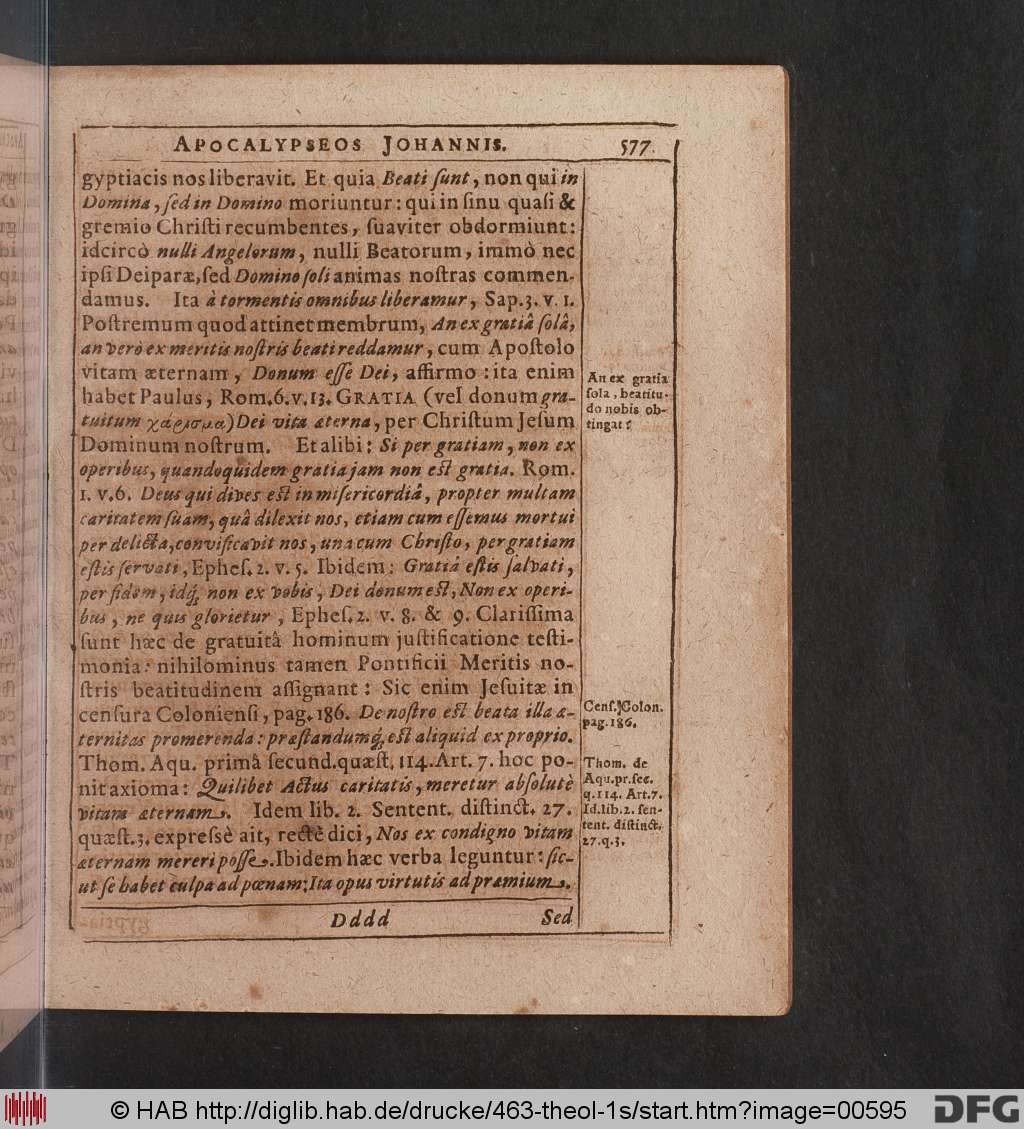 APOCALYPSEOS JOHANNIS. 577.
gyptiacis nos liberavit. Et quia Beati ſunt, non qui in
Domina, ſed in Domino moriuntur: qui in ſinu quaſi &
gremio Chriſti recumbentes, ſuaviter obdormiunt:
idcircò nulli Angelorum, nulli Beatorum, immò nec
ipſi Deiparæ, ſed Domino ſoli animas noſtras commen-
damus. Ita à tormentis omnibus liberamur, Sap. 3. v. 1.
Poſtremum quod attinet membrum, An ex gratiâ ſolâ,
an verò ex meritis noſtris beati reddamur, cum Apoſtolo
vitam æternam, Donum eſſe Dei, affirmo: ita enim
habet Paulus, Rom. 6. v. 13. GRATIA (vel donum gra-
tuitum χάρισμα) Dei vita æterna, per Chriſtum Jeſum
Dominum noſtrum. Et alibi: Si per gratiam, non ex
operibus, quandoquidem gratia jam non eſt gratia. Rom.
1. v. 6. Deus qui dives eſt in miſericordiâ, propter multam
caritatem ſuam, quâ dilexit nos, etiam cum eſſemus mortui
per delicta, convificavit nos, una cum Chriſto, per gratiam
eſtis ſervati, Epheſ. 2. v. 5. Ibidem: Gratiâ eſtis ſalvati,
per fidem, idq́; non ex vobis, Dei donum eſt, Non ex operi-
bus, ne quis glorietur, Epheſ. 2. v. 8. & 9. Clariſſima
ſunt hæc de gratuitâ hominum juſtificatione teſti-
monia: nihilominus tamen Pontificii Meritis no-
ſtris beatitudinem aſſignant: Sic enim Jeſuitæ in
cenſura Colonienſi, pag. 186. De noſtro eſt beata illa æ-
ternitas promerenda: præſtandumq́; eſt aliquid ex proprio.
Thom. Aqu. primâ ſecund. quæſt. 114. Art. 7. hoc po-
nit axioma: Quilibet Actus caritatis, meretur abſolutè
vitam æternam. Idem lib. 2. Sentent. diſtinct. 27.
quæſt. 3. expreſsè ait, rectè dici, Nos ex condigno vitam
æternam mereri poſſe. Ibidem hæc verba leguntur: ſic-
ut ſe habet culpa ad pœnam; Ita opus virtutis ad præmium.
Dddd Sed
An ex gratia
ſola, beatitu-
do nobis ob-
tingat?
Cenſ. Colon.
pag. 186.
Thom. de
Aqu. pr. ſec.
q. 114. Art. 7.
Id. lib. 2. ſen-
tent. diſtinct.
27. q. 3.
© HAB http://diglib.hab.de/drucke/463-theol-1s/start.htm?image=00595 DFG